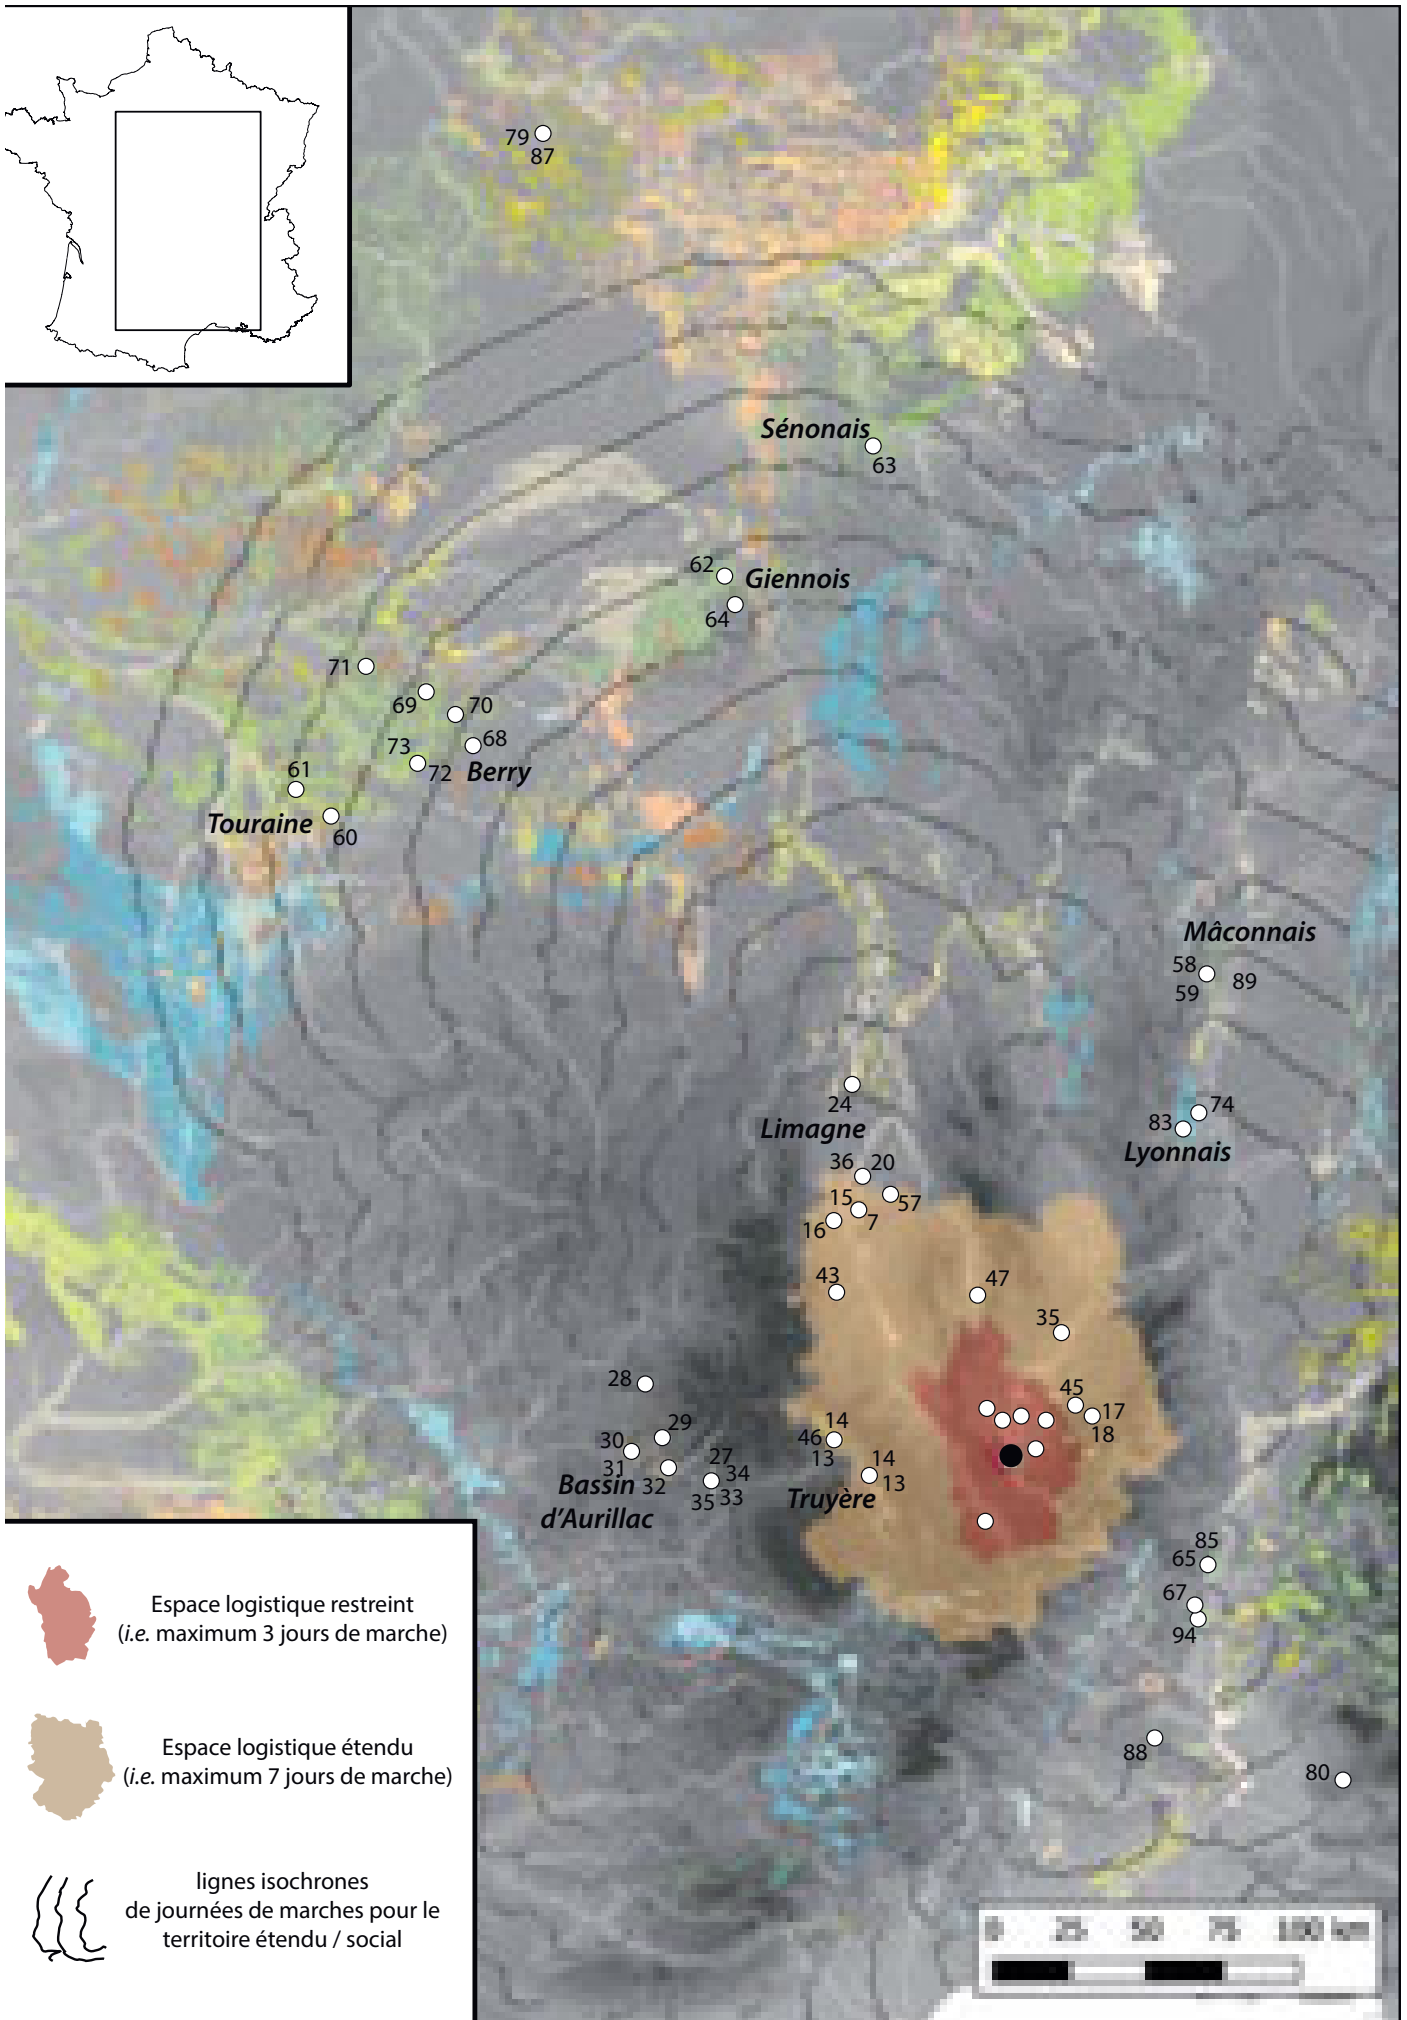 79
87
Sénonais
63
62
Giennois
64
71
69
70
68
73
72
Berry
61
Touraine
60
Mâconnais
58
89
59
24
Limagne
74
83
Lyonnais
36
20
57
15
7
16
43
47
35
28
45
17
18
14
46
13
29
30
31
32
27
34
35
33
14
13
Bassin
d'Aurillac
Truyère
85
65
67
94
88
80
Espace logistique restreint
(i.e. maximum 3 jours de marche)
Espace logistique étendu
(i.e. maximum 7 jours de marche)
lignes isochrones
de journées de marches pour le
territoire étendu / social
0 25 50 75 100 km